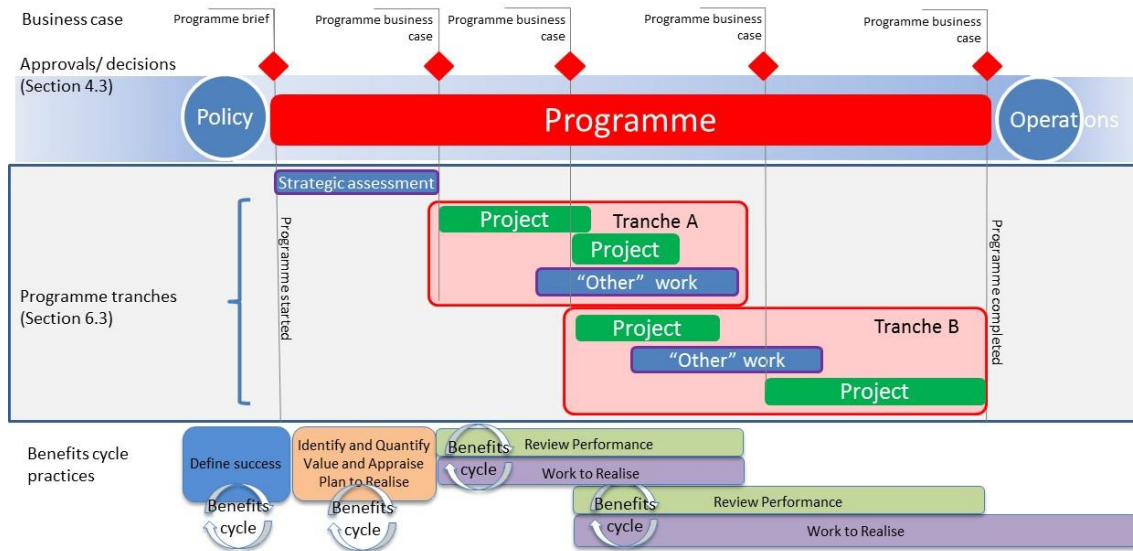 Business case
Programme brief
Programme business
case
Programme business
case
Programme business
case
Programme business
case
Approvals/ decisions
(Section 4.3)
Policy
Programme
Operations
Strategic assessment
Programme started
Project
Tranche A
Project
"Other" work
Programme tranches
(Section 6.3)
Project
Tranche B
"Other" work
Project
Programme completed
Benefits cycle
practices
Define success
Benefits
cycle
Identify and Quantify
Value and Appraise
Plan to Realise
Benefits
cycle
Benefits
cycle
Review Performance
Work to Realise
Benefits
cycle
Review Performance
Work to Realise